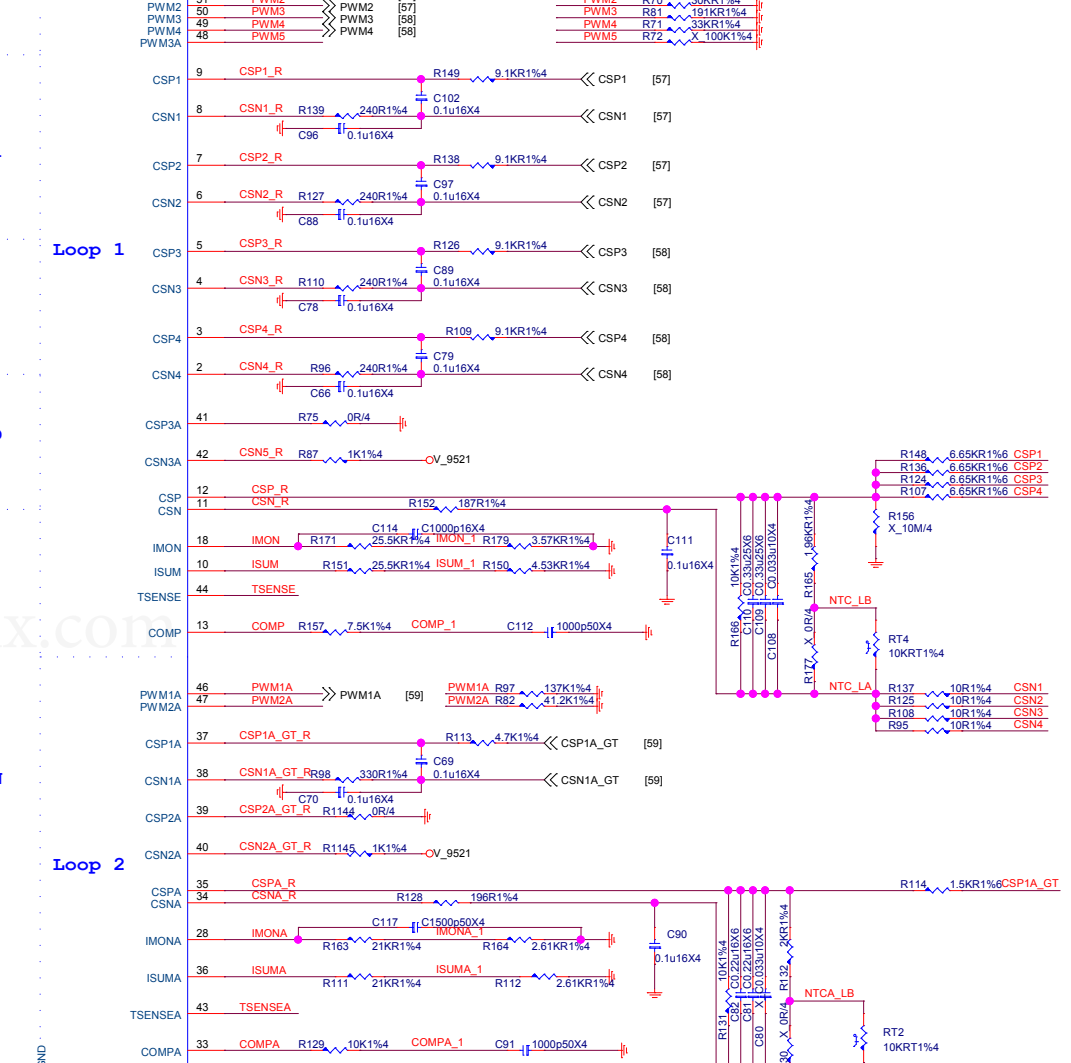 PWM2 51 PWM2 PWM2 [57] PWM2 R70 30KR1%4
PWM3 50 PWM3 PWM3 [58] PWM3 R81 191KR1%4
PWM4 49 PWM4 PWM4 [58] PWM4 R71 33KR1%4
PWM3A 48 PWM5 PWM5 R72 X_100K1%4
CSP1 9 CSP1_R R149 9.1KR1%4 CSP1 [57]
C102
CSN1 8 CSN1_R R139 240R1%4 0.1u16X4 CSN1 [57]
C96 0.1u16X4
CSP2 7 CSP2_R R138 9.1KR1%4 CSP2 [57]
C97
CSN2 6 CSN2_R R127 240R1%4 0.1u16X4 CSN2 [57]
C88 0.1u16X4
Loop 1
CSP3 5 CSP3_R R126 9.1KR1%4 CSP3 [58]
C89
CSN3 4 CSN3_R R110 240R1%4 0.1u16X4 CSN3 [58]
C78 0.1u16X4
CSP4 3 CSP4_R R109 9.1KR1%4 CSP4 [58]
C79
CSN4 2 CSN4_R R96 240R1%4 0.1u16X4 CSN4 [58]
C66 0.1u16X4
CSP3A 41 R75 0R/4
CSN3A 42 CSN5_R R87 1K1%4 V_9521
R148 6.65KR1%6 CSP1
R136 6.65KR1%6 CSP2
R124 6.65KR1%6 CSP3
R107 6.65KR1%6 CSP4
CSP 12 CSP_R
CSN 11 CSN_R R152 187R1%4
R156
X_10M/4
C114 C1000p16X4
IMON 18 IMON R171 25.5KR1%4 IMON_1 R179 3.57KR1%4
C111
0.1u16X4
ISUM 10 ISUM R151 25.5KR1%4 ISUM_1 R150 4.53KR1%4
TSENSE 44 TSENSE
R166 10K1%4
C110 C0.33u25X6
C109 C0.33u25X6
C108 C0.033u10X4
R165 1.96KR1%4
R177 X_0R/4
NTC_LB
RT4
10KRT1%4
x.com
COMP 13 COMP R157 7.5K1%4 COMP_1 C112 1000p50X4
NTC_LA
R137 10R1%4 CSN1
R125 10R1%4 CSN2
R108 10R1%4 CSN3
R95 10R1%4 CSN4
PWM1A 46 PWM1A PWM1A [59] PWM1A R97 137K1%4
PWM2A 47 PWM2A PWM2A R82 41.2K1%4
CSP1A 37 CSP1A_GT_R R113 4.7K1%4 CSP1A_GT [59]
C69
CSN1A 38 CSN1A_GT_R R98 330R1%4 0.1u16X4 CSN1A_GT [59]
C70 0.1u16X4
CSP2A 39 CSP2A_GT_R R1144 0R/4
CSN2A 40 CSN2A_GT_R R1145 1K1%4 V_9521
Loop 2
CSPA 35 CSPA_R R114 1.5KR1%6 CSP1A_GT
CSNA 34 CSNA_R R128 196R1%4
C117 C1500p50X4
IMONA 28 IMONA R163 21KR1%4 IMONA_1 R164 2.61KR1%4
C90
0.1u16X4
ISUMA 36 ISUMA R111 21KR1%4 ISUMA_1 R112 2.61KR1%4
TSENSEA 43 TSENSEA
R131 10K1%4
C82 C0.22u16X6
C81 C0.22u16X6
C80 X_C0.033u10X4
R132 2KR1%4
X_0R/4
NTCA_LB
RT2
10KRT1%4
COMPA 33 COMPA R129 10K1%4 COMPA_1 C91 1000p50X4
GND